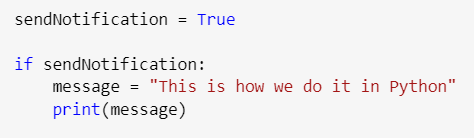 sendNotification = True

if sendNotification:
    message = "This is how we do it in Python"
    print(message)